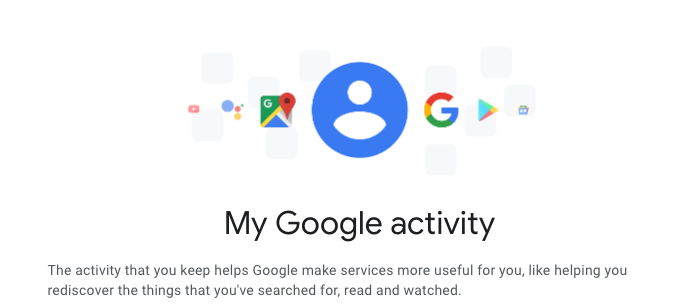 My Google activity
The activity that you keep helps Google make services more useful for you, like helping you
rediscover the things that you've searched for, read and watched.